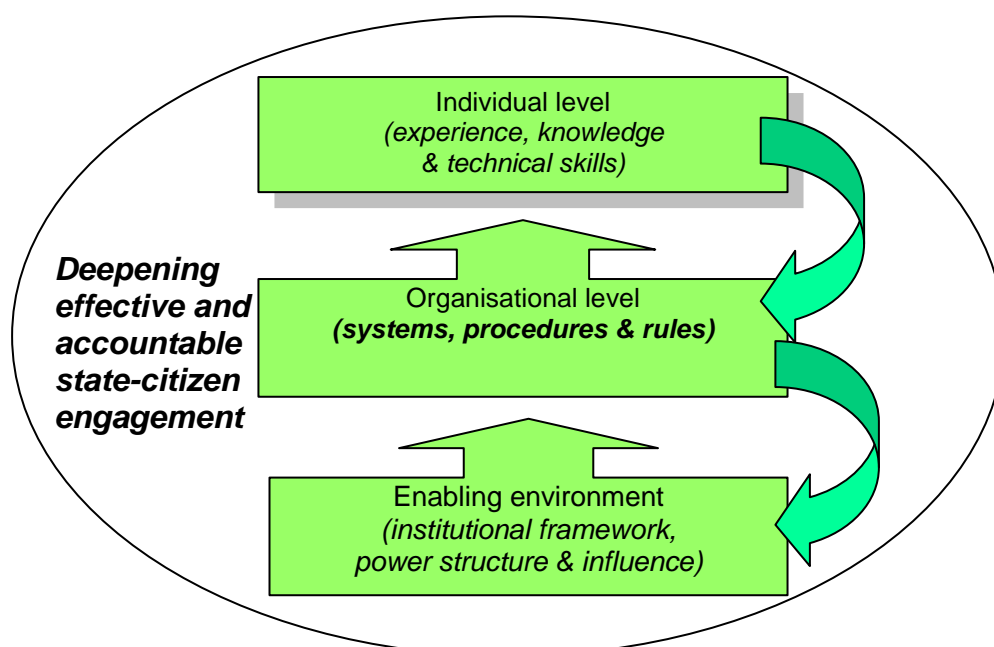 Individual level
(experience, knowledge
& technical skills)
Deepening
effective and
accountable
state-citizen
engagement
Organisational level
(systems, procedures & rules)
Enabling environment
(institutional framework,
power structure & influence)